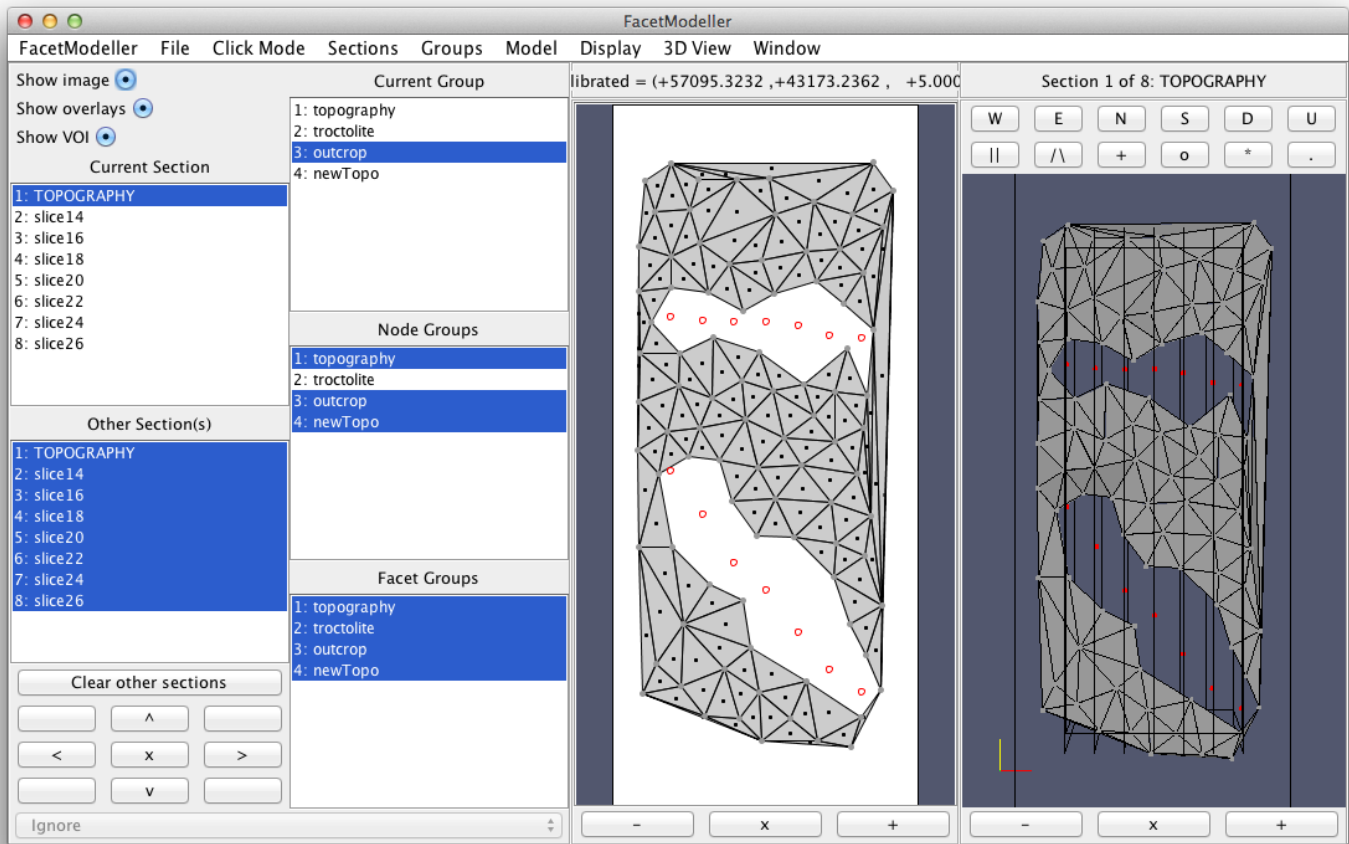 FacetModeller
FacetModeller File Click Mode Sections Groups Model Display 3D View Window
Show image
Show overlays
Show VOI
Current Section
1: TOPOGRAPHY
2: slice14
3: slice16
4: slice18
5: slice20
6: slice22
7: slice24
8: slice26
Other Section(s)
1: TOPOGRAPHY
2: slice14
3: slice16
4: slice18
5: slice20
6: slice22
7: slice24
8: slice26
Clear other sections
^
< x >
v
Ignore
Current Group
1: topography
2: troctolite
3: outcrop
4: newTopo
Node Groups
1: topography
2: troctolite
3: outcrop
4: newTopo
Facet Groups
1: topography
2: troctolite
3: outcrop
4: newTopo
librated = (+57095.3232 ,+43173.2362 , +5.000
- x +
Section 1 of 8: TOPOGRAPHY
W E N S D U
|| /\ + o * .
- x +